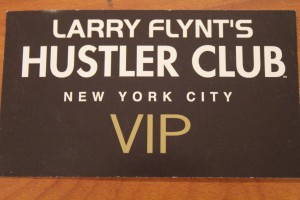 LARRY FLYNT'S
HUSTLER CLUB
NEW YORK CITY
VIP